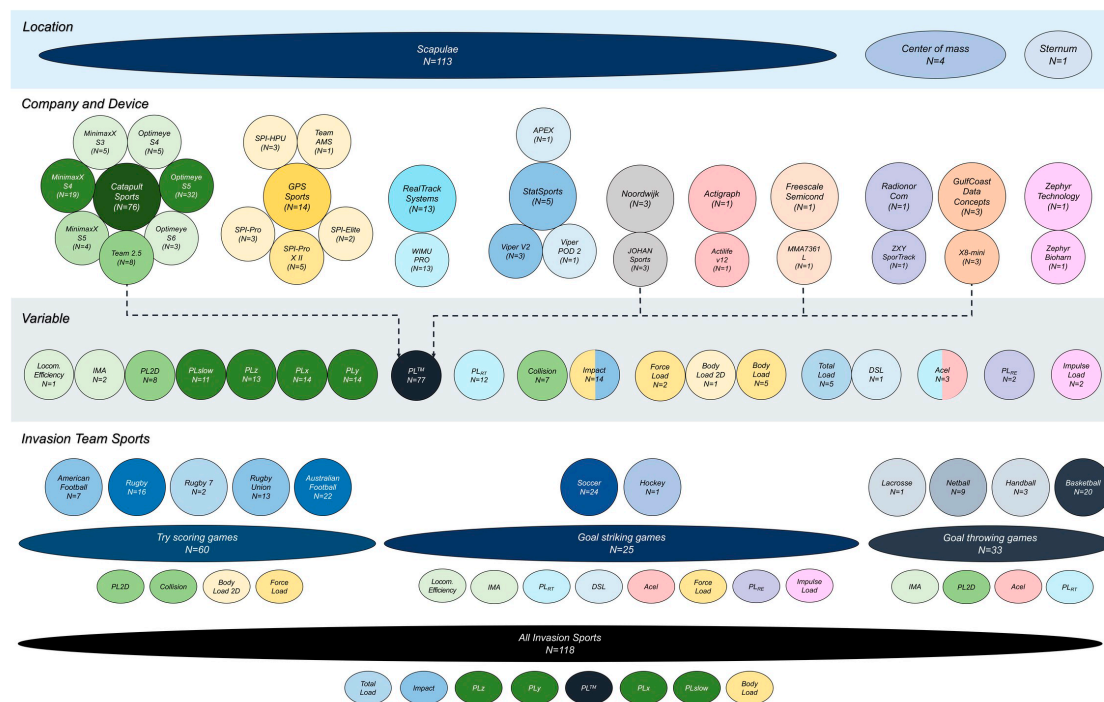 Location
Scapulae
N=113
Center of mass
N=4
Sternum
N=1
Company and Device
MinimaxX
S3
(N=5)
Optimeye
S4
(N=5)
MinimaxX
S4
(N=19)
Catapult
Sports
(N=76)
Optimeye
S5
(N=32)
MinimaxX
S5
(N=4)
Team 2.5
(N=8)
Optimeye
S6
(N=3)
SPI-HPU
(N=3)
Team
AMS
(N=1)
GPS
Sports
(N=14)
SPI-Pro
(N=3)
SPI-Pro
X II
(N=5)
SPI-Elite
(N=2)
RealTrack
Systems
(N=13)
WIMU
PRO
(N=13)
APEX
(N=1)
StatSports
(N=5)
Viper V2
(N=3)
Viper
POD 2
(N=1)
Noordwijk
(N=3)
JOHAN
Sports
(N=3)
Actigraph
(N=1)
Actilife
v12
(N=1)
Freescale
Semicond
(N=1)
MMA7361
L
(N=1)
Radionor
Com
(N=1)
ZXY
SporTrack
(N=1)
GulfCoast
Data
Concepts
(N=3)
X8-mini
(N=3)
Zephyr
Technology
(N=1)
Zephyr
Bioharn
(N=1)
Variable
Locom.
Efficiency
N=1
IMA
N=2
PL2D
N=8
PLslow
N=11
PLz
N=13
PLx
N=14
PLy
N=14
PL™
N=77
PLRT
N=12
Collision
N=7
Impact
N=14
Force
Load
N=2
Body
Load 2D
N=1
Body
Load
N=5
Total
Load
N=5
DSL
N=1
Acel
N=3
PLRE
N=2
Impulse
Load
N=2
Invasion Team Sports
American
Football
N=7
Rugby
N=16
Rugby 7
N=2
Rugby
Union
N=13
Australian
Football
N=22
Soccer
N=24
Hockey
N=1
Lacrosse
N=1
Netball
N=9
Handball
N=3
Basketball
N=20
Try scoring games
N=60
Goal striking games
N=25
Goal throwing games
N=33
PL2D
Collision
Body
Load 2D
Force
Load
Locom.
Efficiency
IMA
PLRT
DSL
Acel
Force
Load
PLRE
Impulse
Load
IMA
PL2D
Acel
PLRT
All Invasion Sports
N=118
Total
Load
Impact
PLz
PLy
PL™
PLx
PLslow
Body
Load